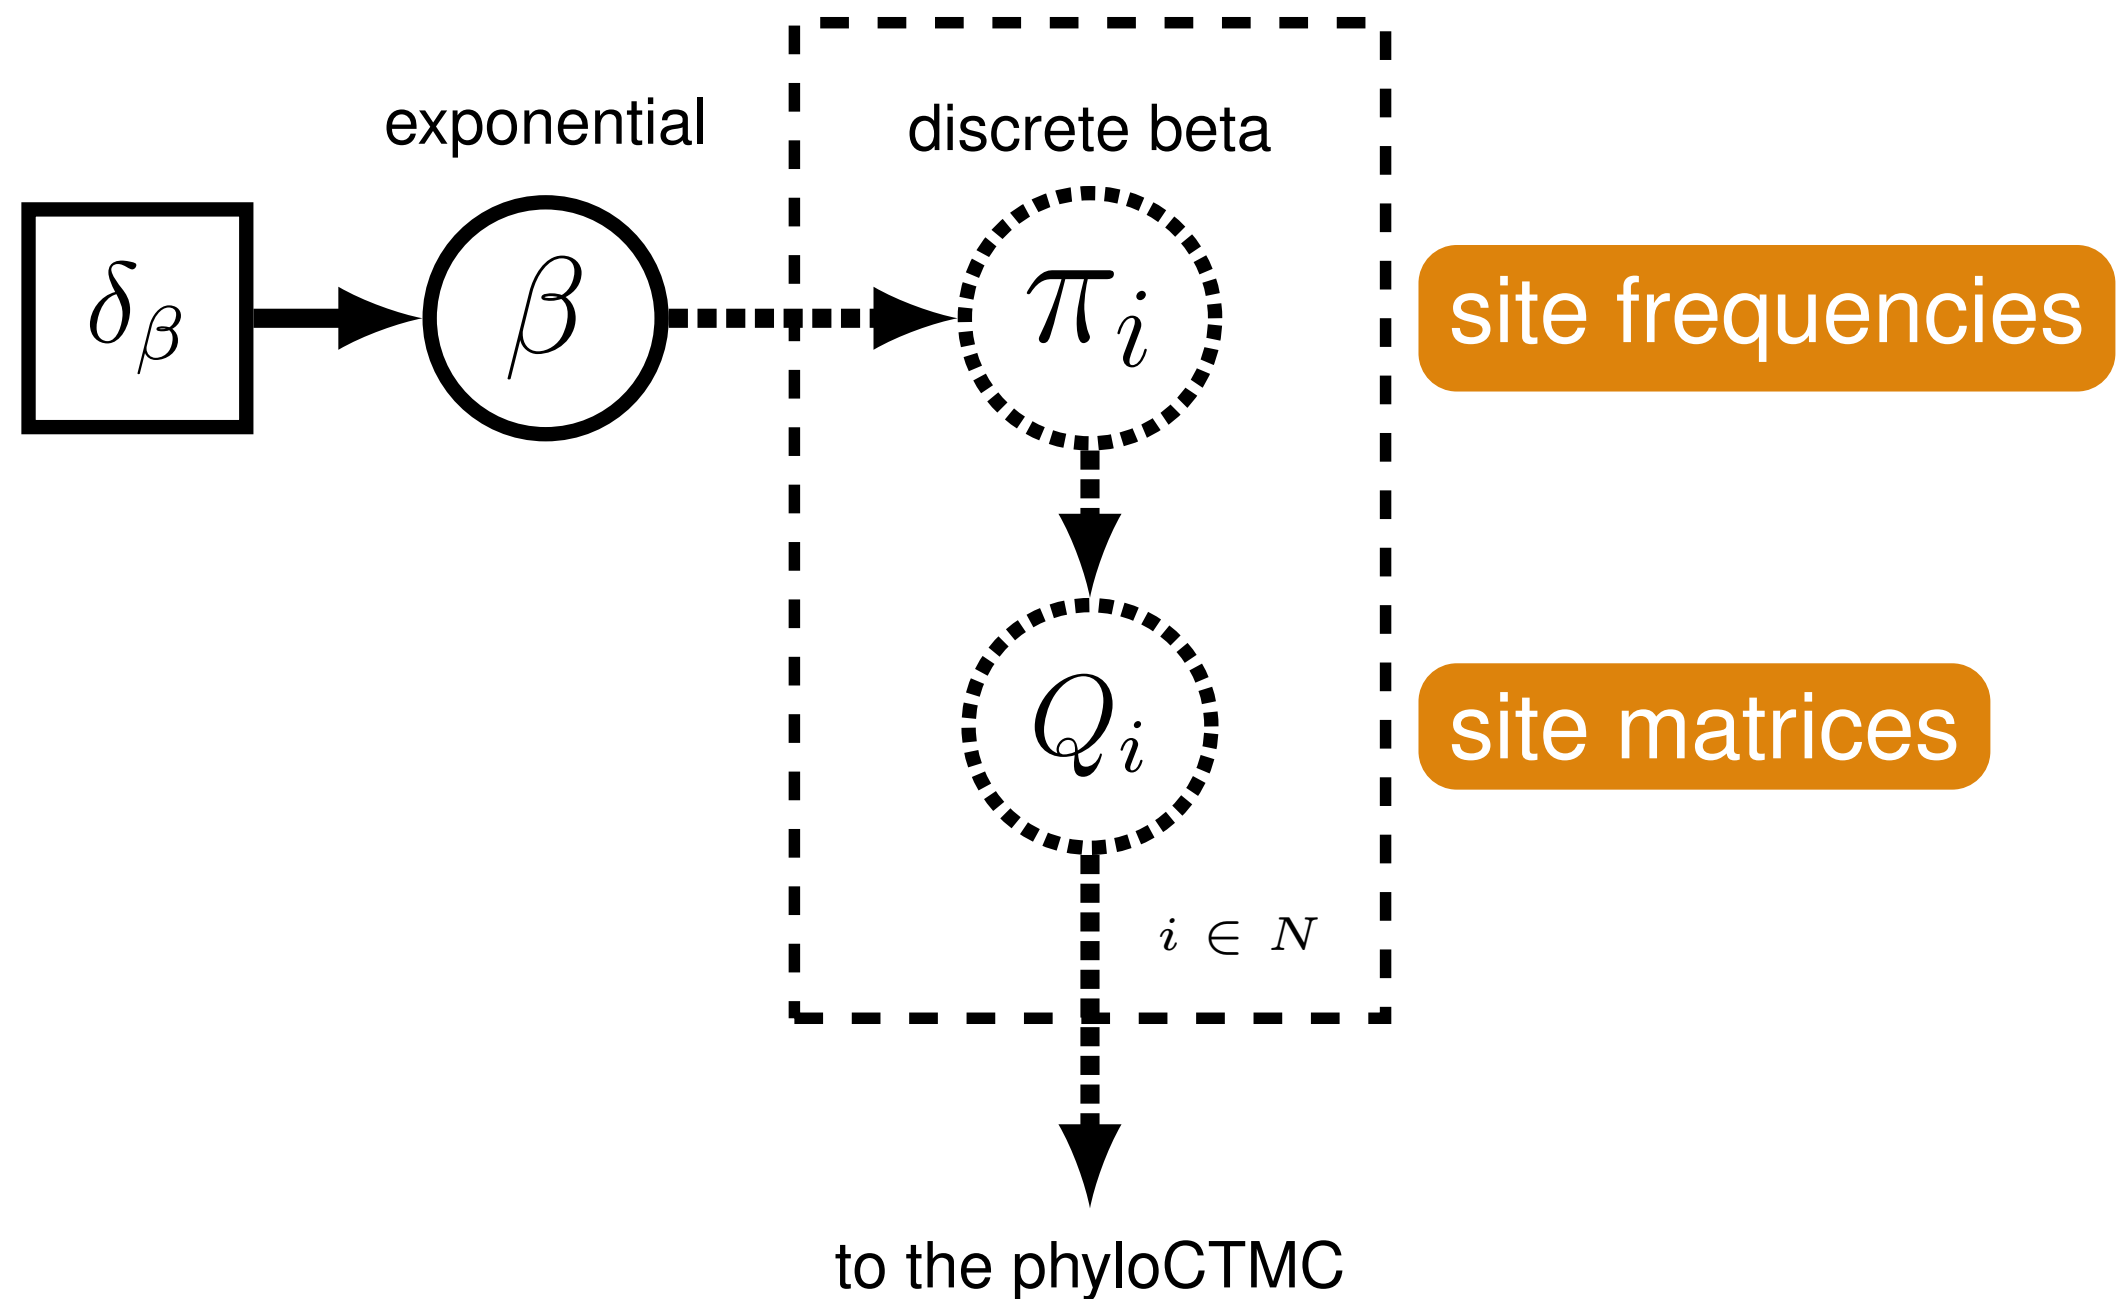 exponential
discrete beta
δ_β
β
π_i
site frequencies
Q_i
site matrices
i ∈ N
to the phyloCTMC